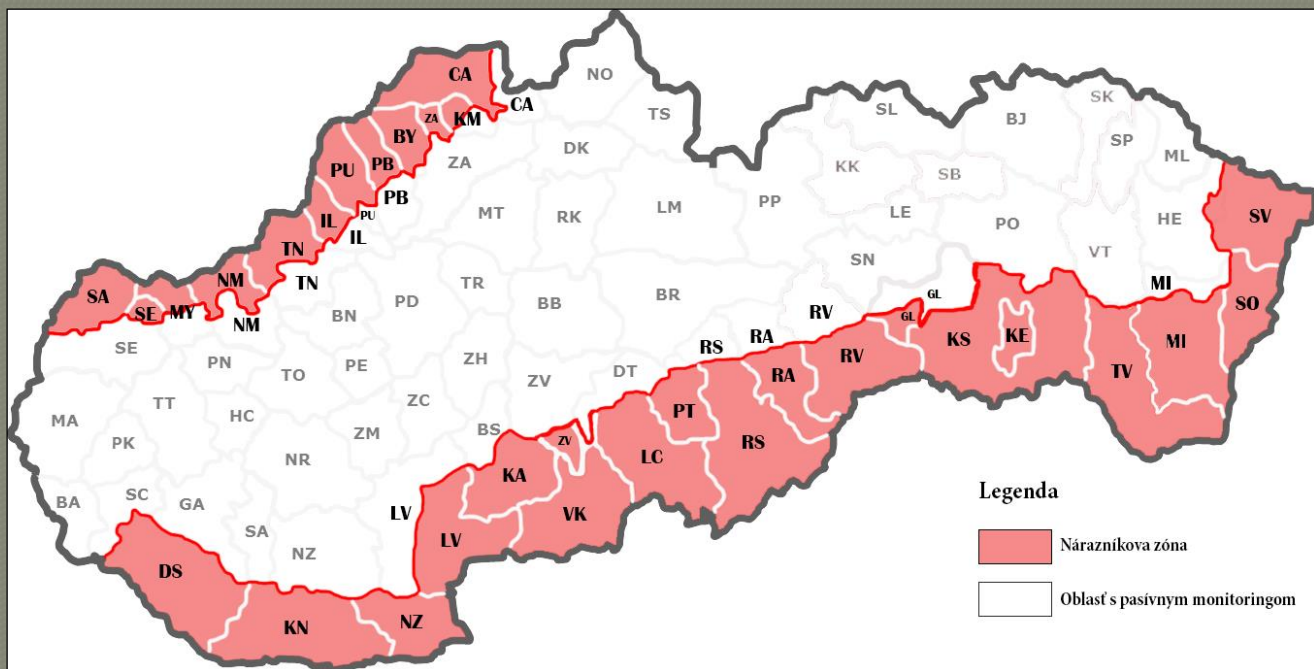 CA
NO
CA
TS
SL
BJ
SK
SP
ML
ZA
KM
BY
ZA
DK
PU
PB
PB
KK
SB
PP
SV
PU
IL
IL
MT
RK
LM
LE
PO
HE
VT
TN
TN
SN
MI
SA
SE
MY
NM
NM
TR
BB
BR
PD
BN
RV
GL
GL
SO
SE
PN
TO
PE
ZH
ZV
DT
RS
RA
RV
KS
KE
MI
TV
RA
MA
TT
HC
ZC
ZM
BS
PK
ZV
PT
LC
RS
NR
KA
BA
SC
GA
SA
NZ
LV
LV
VK
DS
KN
NZ
Legenda
Nárazníkova zóna
Oblasť s pasívnym monitoringom